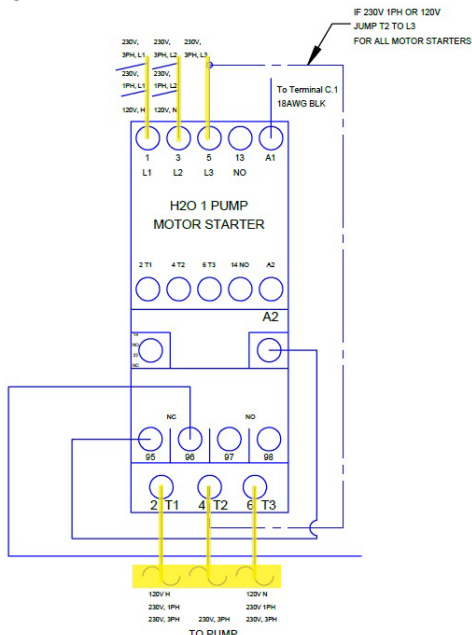 IF 230V 1PH OR 120V
JUMP T2 TO L3
FOR ALL MOTOR STARTERS
230V, 230V, 230V,
3PH, L1 3PH, L2 3PH, L3
230V, 230V,
1PH, L1 1PH, L2
120V, H 120V, N
To Terminal C.1
18AWG BLK
1 3 5 13 A1
L1 L2 L3 NO
H2O 1 PUMP
MOTOR STARTER
2 T1 4 T2 6 T3 14 NO A2
A2
NO
NC
NC NO
95 96 97 98
2 T1 4 T2 6 T3
120V H 120V N
230V, 1PH 230V 1PH
230V, 3PH 230V, 3PH 230V, 3PH
TO PUMP